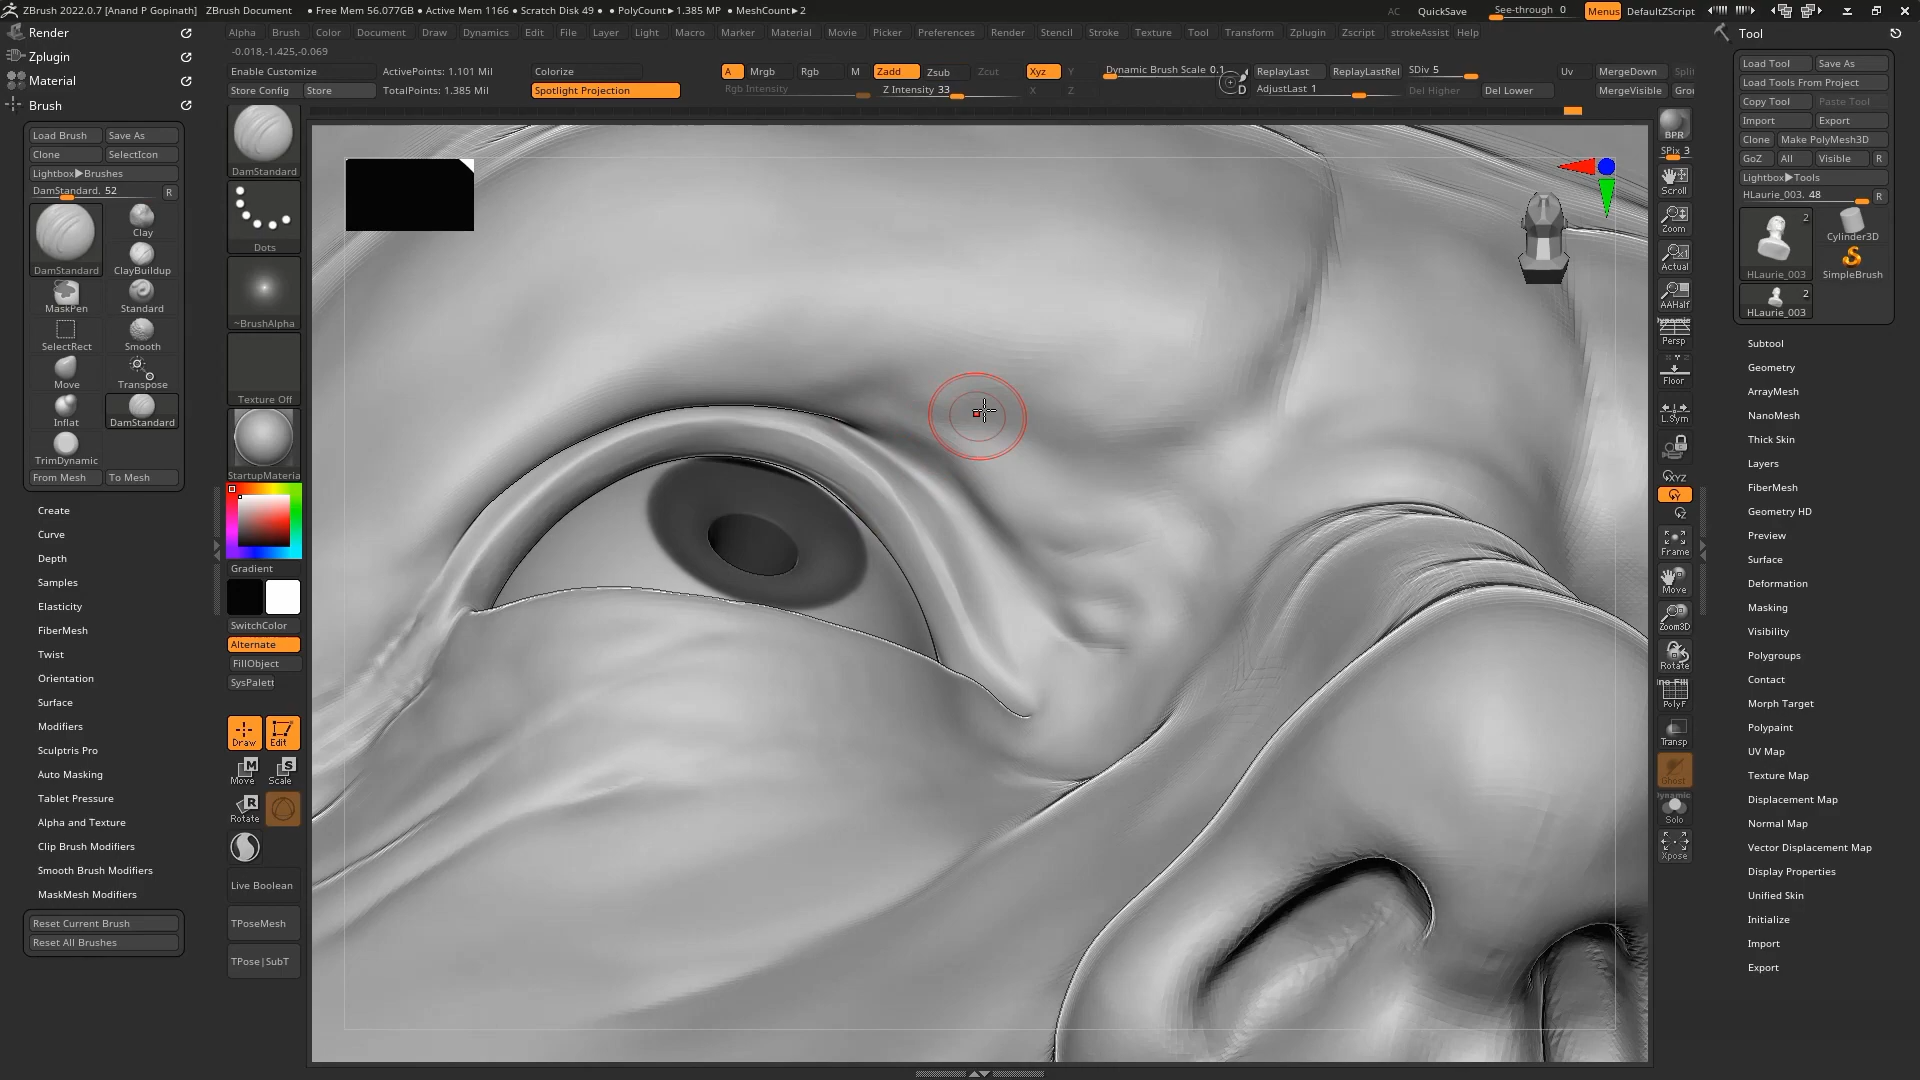 ZBrush 2022.0.7 [Anand P Gopinath] ZBrush Document • Free Mem 56.077GB • Active Mem 1166 • Scratch Disk 49 • PolyCount▶1.385 MP • MeshCount▶2 AC QuickSave See-through 0 Menus DefaultZScript
Render
Zplugin
Material
Brush
Alpha Brush Color Document Draw Dynamics Edit File Layer Light Macro Marker Material Movie Picker Preferences Render Stencil Stroke Texture Tool Transform Zplugin Zscript strokeAssist Help
-0.018,-1.425,-0.069
Enable Customize ActivePoints: 1.101 Mil Colorize A Mrgb Rgb M Zadd Zsub Zcut Xyz Y Dynamic Brush Scale 0.1 ReplayLast ReplayLastRel SDiv 5 Uv MergeDown Split
Store Config Store TotalPoints: 1.385 Mil Spotlight Projection Rgb Intensity Z Intensity 33 X Z D AdjustLast 1 Del Higher Del Lower MergeVisible Grou
Load Brush Save As
Clone SelectIcon
Lightbox▶Brushes
DamStandard. 52 R
DamStandard
Clay
ClayBuildup
MaskPen Standard
SelectRect Smooth
Move Transpose
Inflat DamStandard
TrimDynamic
From Mesh To Mesh
Create
Curve
Depth
Samples
Elasticity
FiberMesh
Twist
Orientation
Surface
Modifiers
Sculptris Pro
Auto Masking
Tablet Pressure
Alpha and Texture
Clip Brush Modifiers
Smooth Brush Modifiers
MaskMesh Modifiers
Reset Current Brush
Reset All Brushes
DamStandard
Dots
~BrushAlpha
Texture Off
StartupMateria
Gradient
SwitchColor
Alternate
FillObject
SysPalett
Draw Edit
M S
Move Scale
R
Rotate
Live Boolean
TPoseMesh
TPose|SubT
BPR
SPix 3
Scroll
Zoom
Actual
AAHalf
Dynamic
Persp
Floor
L.Sym
XYZ
Y
Z
Frame
Move
Zoom3D
Rotate
PolyF
Transp
Ghost
Dynamic
Solo
Xpose
Tool
Load Tool Save As
Load Tools From Project
Copy Tool Paste Tool
Import Export
Clone Make PolyMesh3D
GoZ All Visible R
Lightbox▶Tools
HLaurie_003. 48 R
2
HLaurie_003
Cylinder3D
SimpleBrush
2
HLaurie_003
Subtool
Geometry
ArrayMesh
NanoMesh
Thick Skin
Layers
FiberMesh
Geometry HD
Preview
Surface
Deformation
Masking
Visibility
Polygroups
Contact
Morph Target
Polypaint
UV Map
Texture Map
Displacement Map
Normal Map
Vector Displacement Map
Display Properties
Unified Skin
Initialize
Import
Export